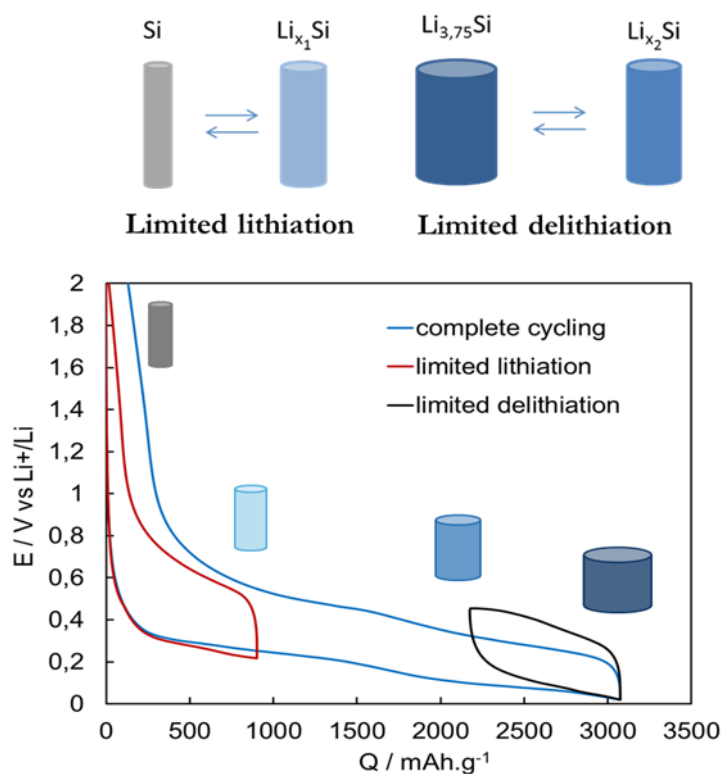 Si
Liₓ₁Si
Li₃,₇₅Si
Liₓ₂Si
Limited lithiation
Limited delithiation
2
1,8
1,6
1,4
1,2
1
0,8
0,6
0,4
0,2
0
E / V vs Li+/Li
complete cycling
limited lithiation
limited delithiation
0
500
1000
1500
2000
2500
3000
3500
Q / mAh.g⁻¹